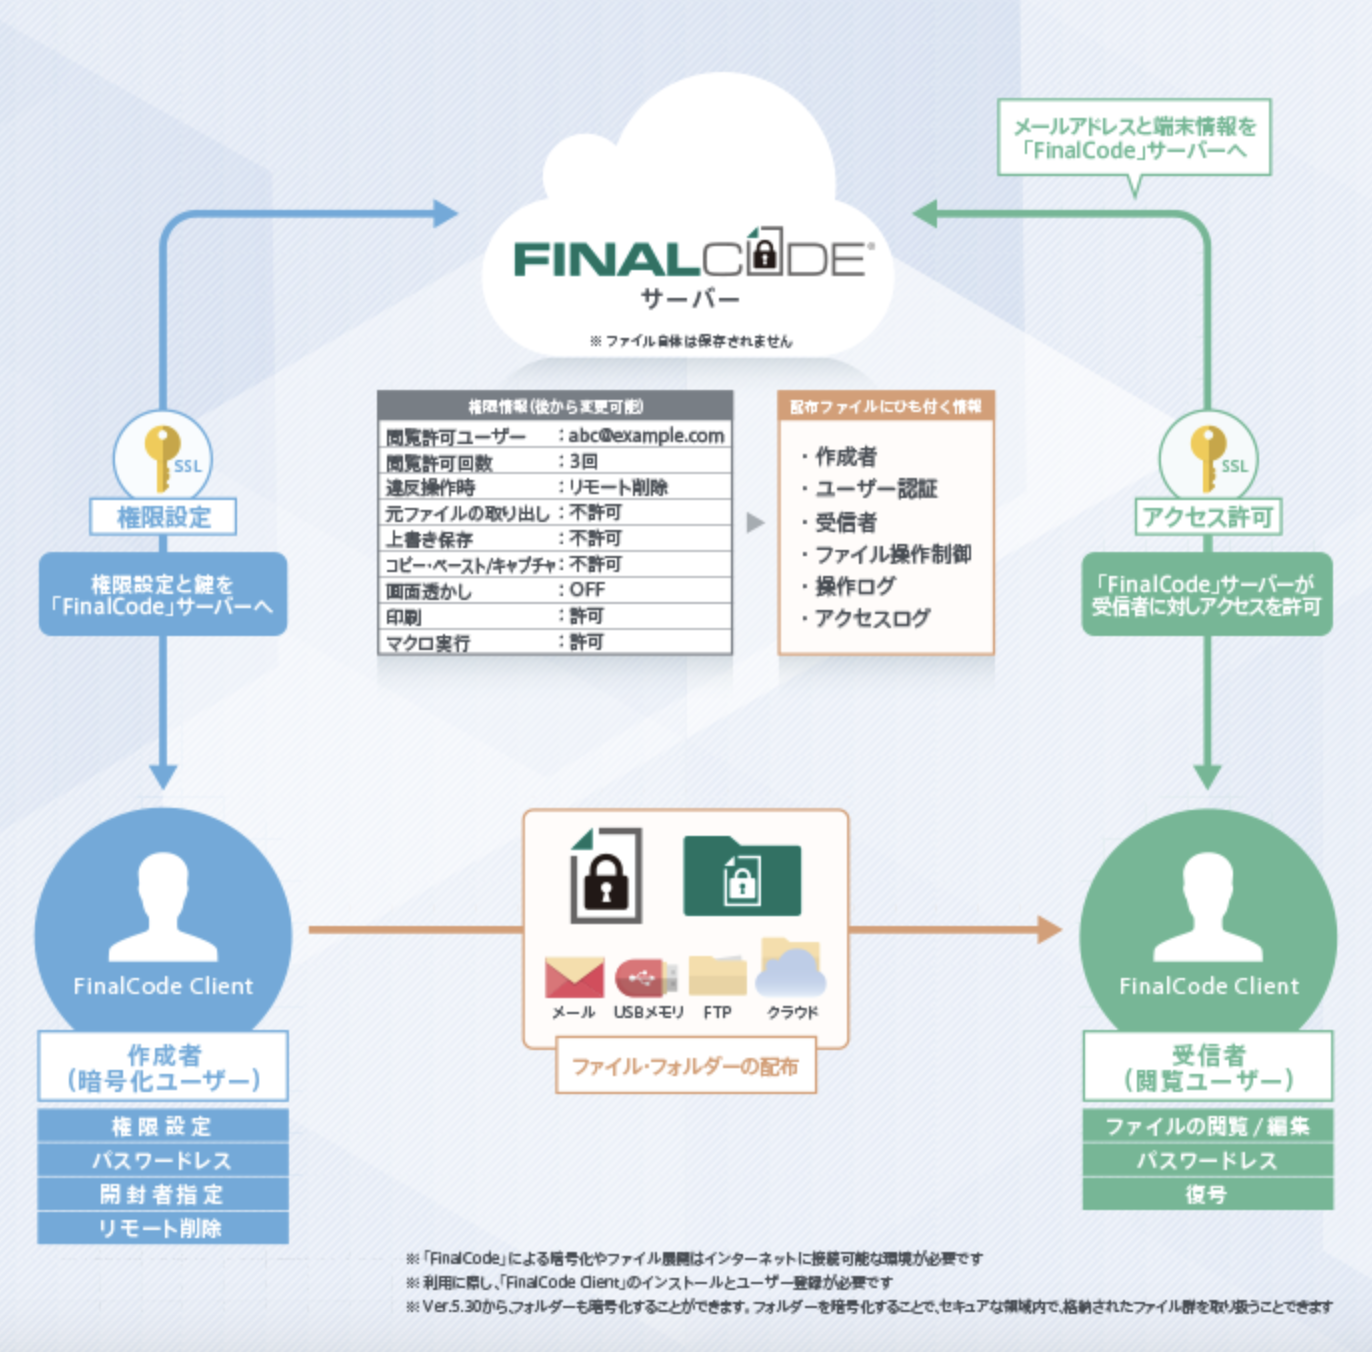 メールアドレスと端末情報を
「FinalCode」サーバーへ
FINALCODE®
サーバー
※ ファイル自体は保存されません
SSL
権限設定
権限設定と鍵を
「FinalCode」サーバーへ
権限情報(後から変更可能)
閲覧許可ユーザー ：abc@example.com
閲覧許可回数 ：3回
違反操作時 ：リモート削除
元ファイルの取り出し：不許可
上書き保存 ：不許可
コピー・ペースト/キャプチャ：不許可
画面透かし ：OFF
印刷 ：許可
マクロ実行 ：許可
配布ファイルにひも付く情報
・作成者
・ユーザー認証
・受信者
・ファイル操作制御
・操作ログ
・アクセスログ
SSL
アクセス許可
「FinalCode」サーバーが
受信者に対しアクセスを許可
FinalCode Client
作成者
（暗号化ユーザー）
権限設定
パスワードレス
開封者指定
リモート削除
メール USBメモリ FTP クラウド
ファイル・フォルダーの配布
FinalCode Client
受信者
（閲覧ユーザー）
ファイルの閲覧/編集
パスワードレス
復号
※「FinalCode」による暗号化やファイル展開はインターネットに接続可能な環境が必要です
※ 利用に際し、「FinalCode Client」のインストールとユーザー登録が必要です
※ Ver.5.30から、フォルダーも暗号化することができます。フォルダーを暗号化することで、セキュアな領域内で、格納されたファイル群を取り扱うことできます